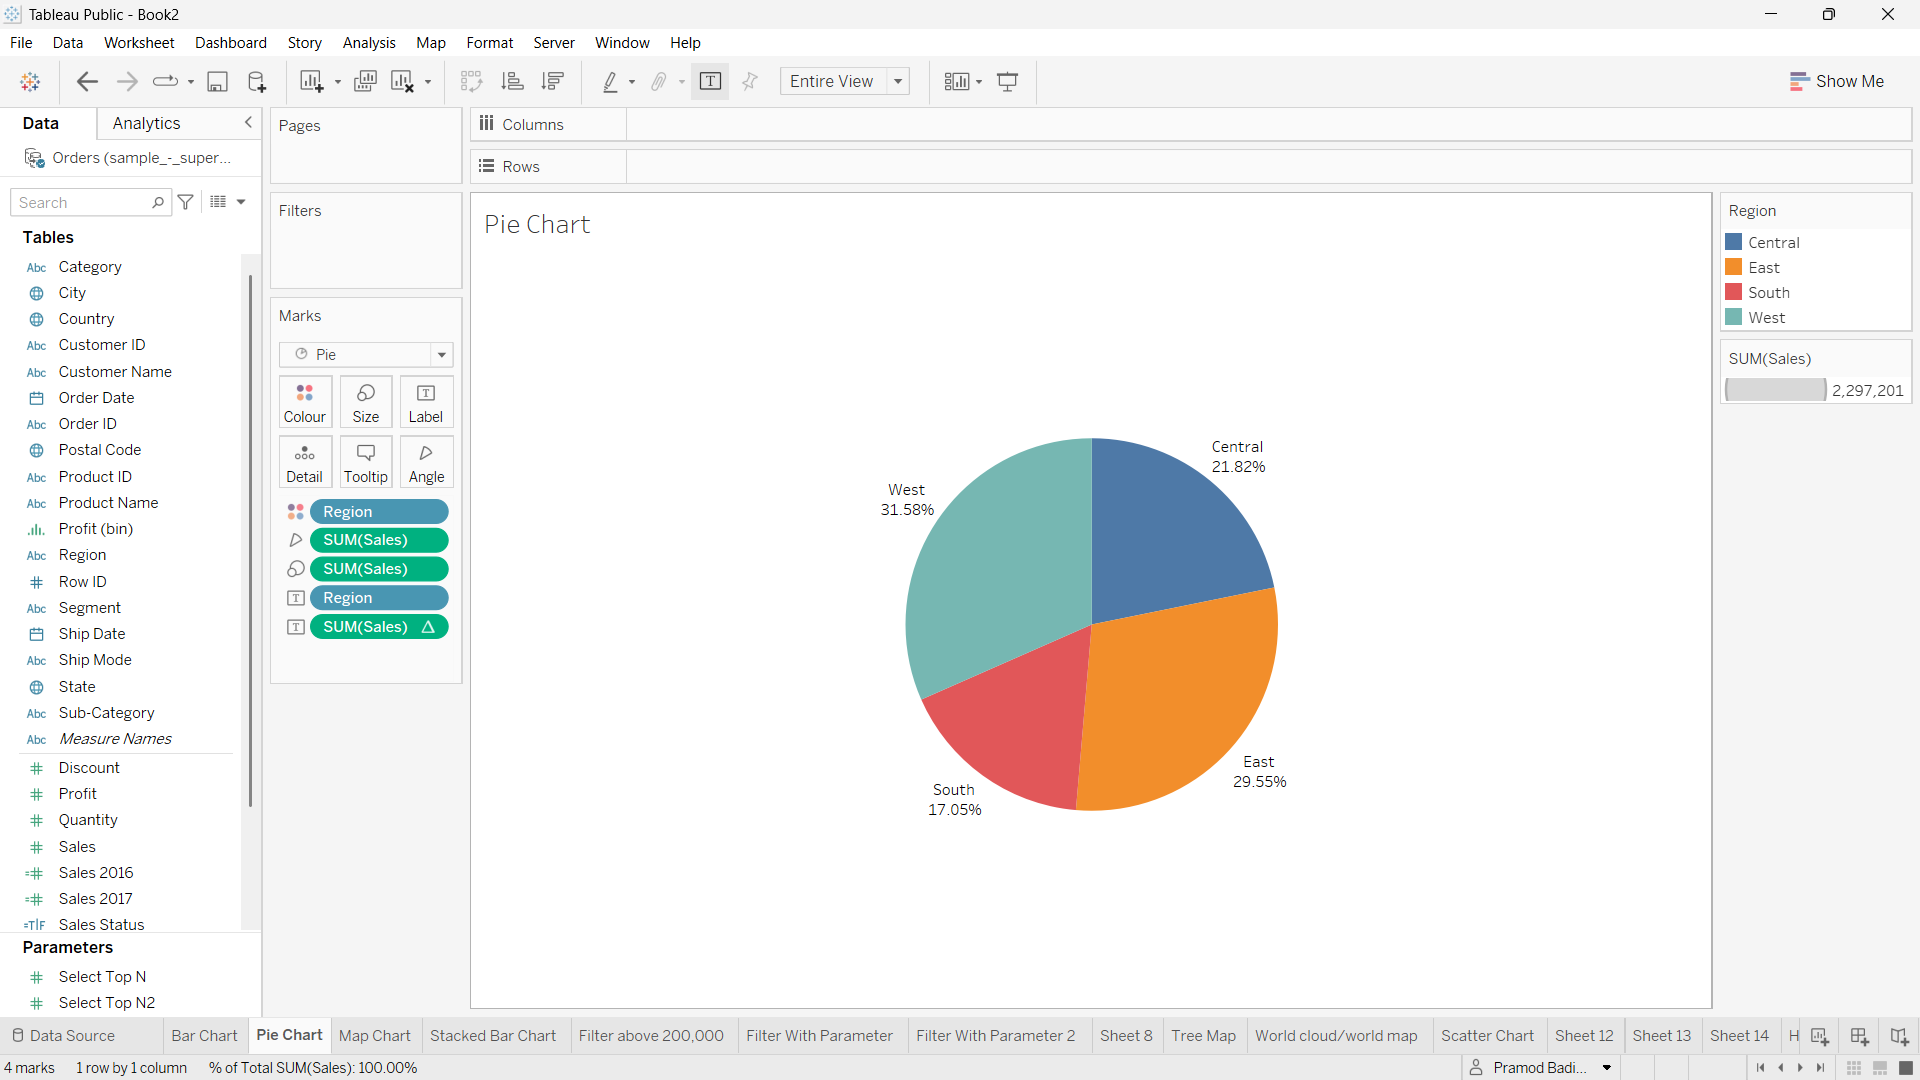 Tableau Public - Book2
File Data Worksheet Dashboard Story Analysis Map Format Server Window Help
Entire View
Show Me
Data
Analytics
Orders (sample_-_super...
Search
Tables
Abc Category
City
Country
Abc Customer ID
Abc Customer Name
Order Date
Abc Order ID
Postal Code
Abc Product ID
Abc Product Name
Profit (bin)
Abc Region
# Row ID
Abc Segment
Ship Date
Abc Ship Mode
State
Abc Sub-Category
Abc Measure Names
# Discount
# Profit
# Quantity
# Sales
=# Sales 2016
=# Sales 2017
=T|F Sales Status
Parameters
# Select Top N
# Select Top N2
Pages
Filters
Marks
Pie
Colour
Size
T
Label
Detail
Tooltip
Angle
Region
SUM(Sales)
SUM(Sales)
T Region
T SUM(Sales) △
Columns
Rows
Pie Chart
Central
21.82%
West
31.58%
East
29.55%
South
17.05%
Region
Central
East
South
West
SUM(Sales)
2,297,201
Data Source
Bar Chart
Pie Chart
Map Chart
Stacked Bar Chart
Filter above 200,000
Filter With Parameter
Filter With Parameter 2
Sheet 8
Tree Map
World cloud/world map
Scatter Chart
Sheet 12
Sheet 13
Sheet 14
H
4 marks 1 row by 1 column % of Total SUM(Sales): 100.00%
Pramod Badi...